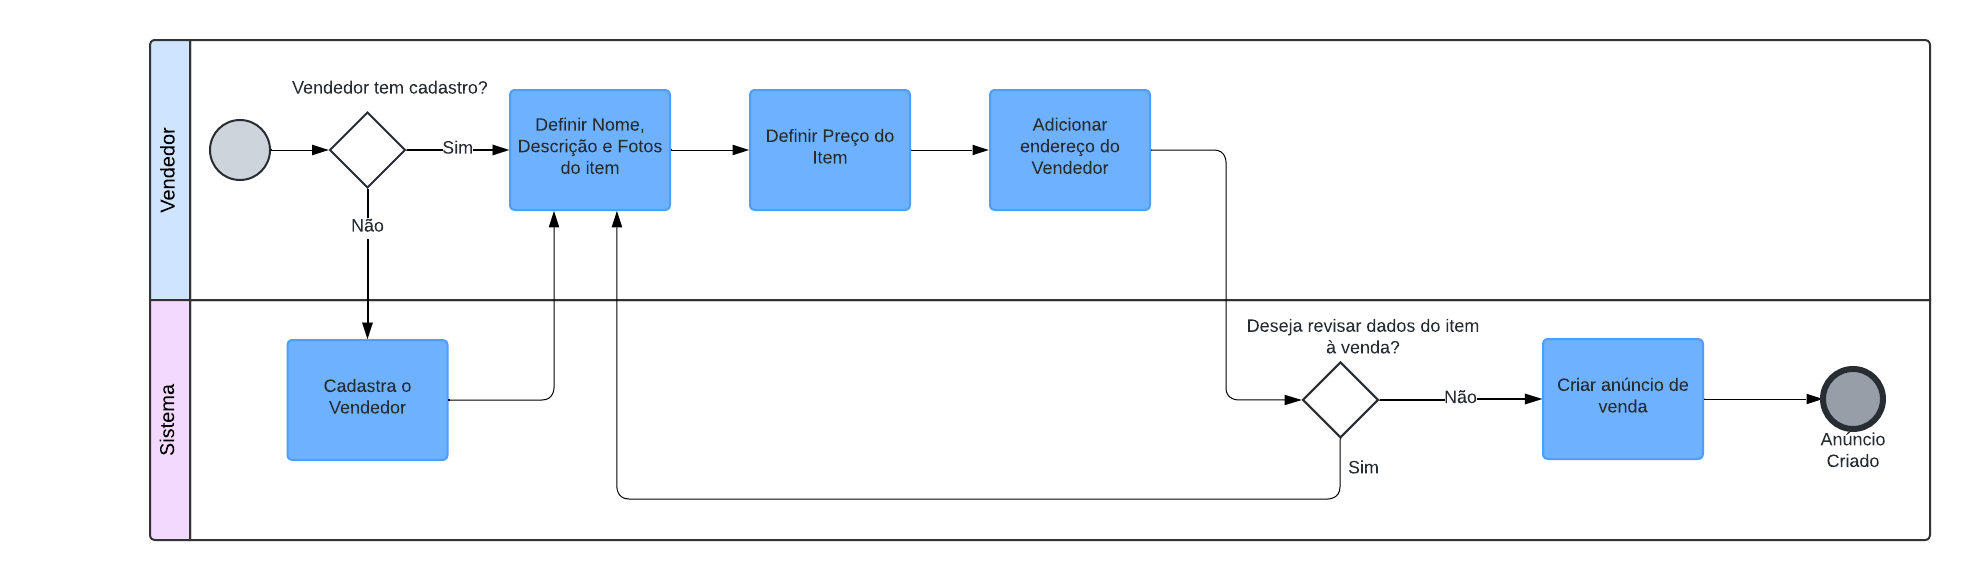 Vendedor
Vendedor tem cadastro?
Sim
Não
Definir Nome,
Descrição e Fotos
do item
Definir Preço do
Item
Adicionar
endereço do
Vendedor
Sistema
Cadastra o
Vendedor
Deseja revisar dados do item
à venda?
Não
Sim
Criar anúncio de
venda
Anúncio
Criado